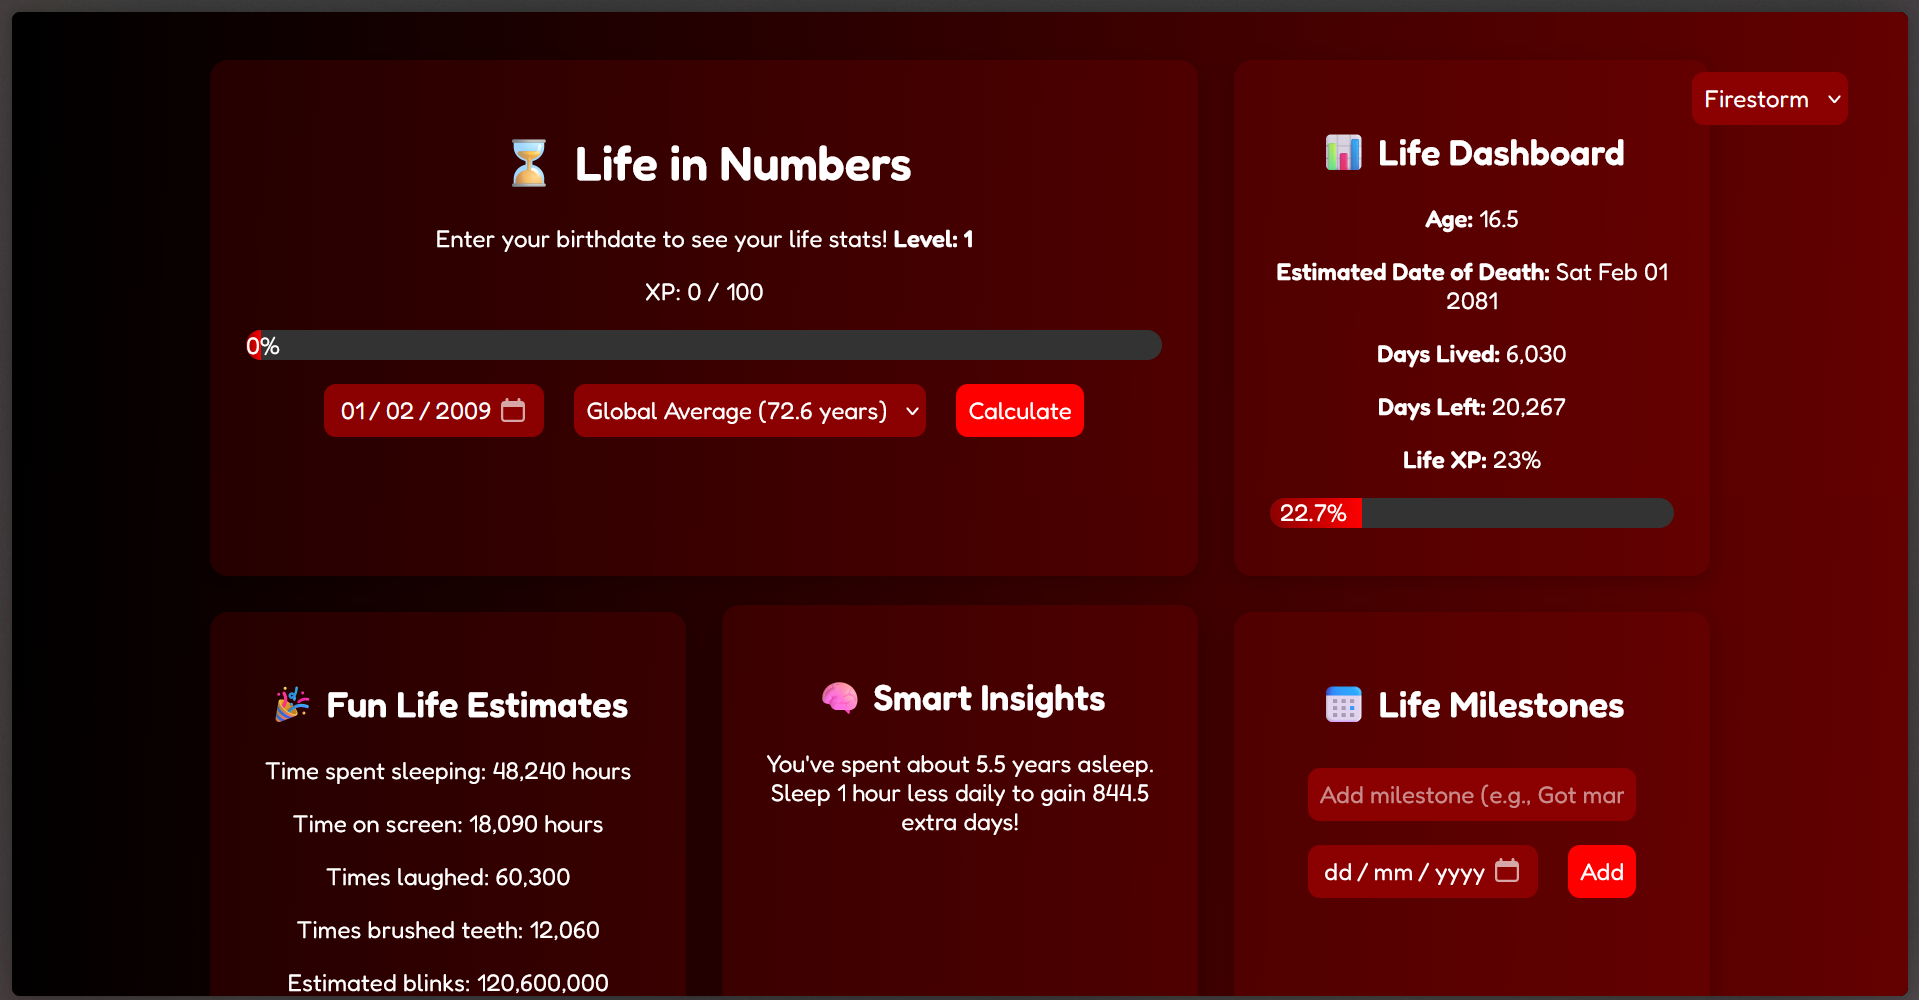 Firestorm
⏳ Life in Numbers
Enter your birthdate to see your life stats! Level: 1
XP: 0 / 100
0%
01 / 02 / 2009
Global Average (72.6 years)
Calculate
📊 Life Dashboard
Age: 16.5
Estimated Date of Death: Sat Feb 01
2081
Days Lived: 6,030
Days Left: 20,267
Life XP: 23%
22.7%
🎉 Fun Life Estimates
Time spent sleeping: 48,240 hours
Time on screen: 18,090 hours
Times laughed: 60,300
Times brushed teeth: 12,060
Estimated blinks: 120,600,000
🧠 Smart Insights
You've spent about 5.5 years asleep.
Sleep 1 hour less daily to gain 844.5
extra days!
📅 Life Milestones
Add milestone (e.g., Got mar
dd / mm / yyyy
Add